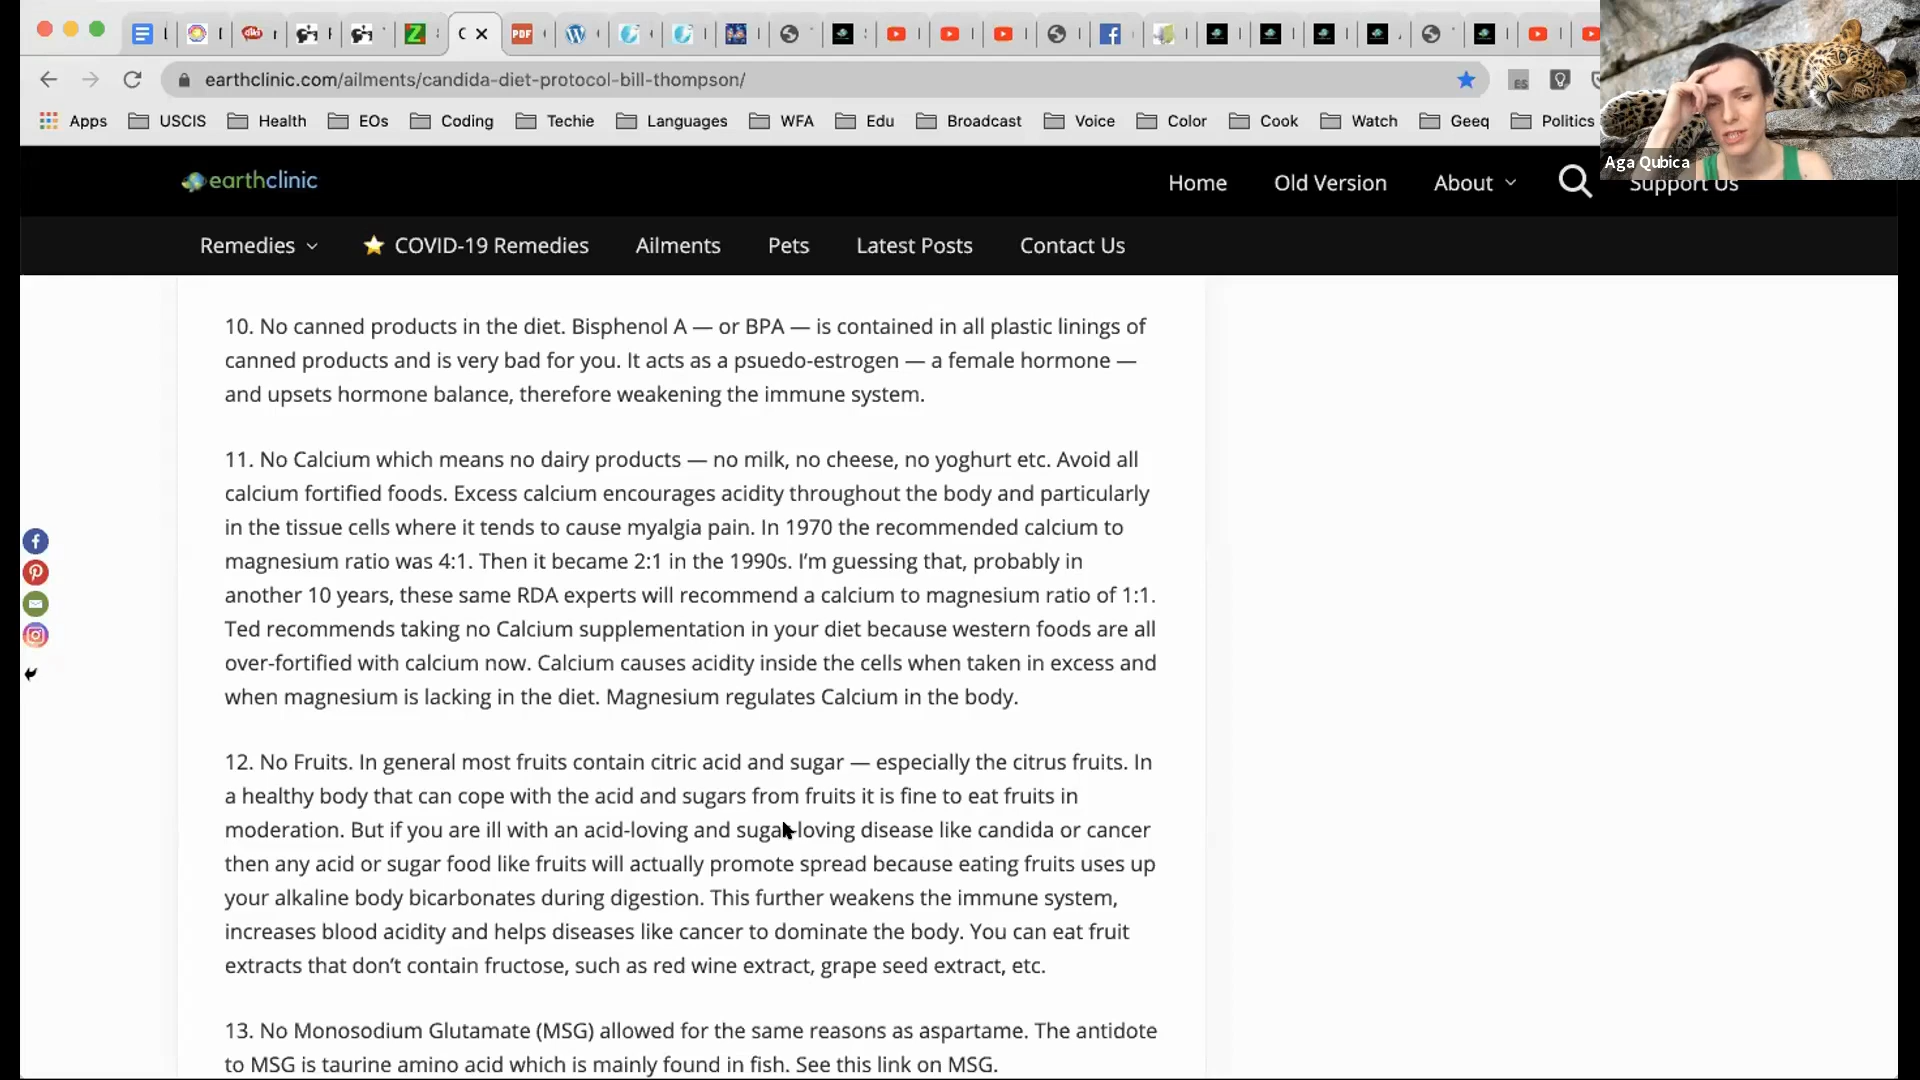 earthclinic.com/ailments/candida-diet-protocol-bill-thompson/
Apps USCIS Health EOs Coding Techie Languages WFA Edu Broadcast Voice Color Cook Watch Geeq Politics
Aga Qubica
earthclinic
Home Old Version About Support Us
Remedies COVID-19 Remedies Ailments Pets Latest Posts Contact Us
10. No canned products in the diet. Bisphenol A — or BPA — is contained in all plastic linings of
canned products and is very bad for you. It acts as a psuedo-estrogen — a female hormone —
and upsets hormone balance, therefore weakening the immune system.
11. No Calcium which means no dairy products — no milk, no cheese, no yoghurt etc. Avoid all
calcium fortified foods. Excess calcium encourages acidity throughout the body and particularly
in the tissue cells where it tends to cause myalgia pain. In 1970 the recommended calcium to
magnesium ratio was 4:1. Then it became 2:1 in the 1990s. I’m guessing that, probably in
another 10 years, these same RDA experts will recommend a calcium to magnesium ratio of 1:1.
Ted recommends taking no Calcium supplementation in your diet because western foods are all
over-fortified with calcium now. Calcium causes acidity inside the cells when taken in excess and
when magnesium is lacking in the diet. Magnesium regulates Calcium in the body.
12. No Fruits. In general most fruits contain citric acid and sugar — especially the citrus fruits. In
a healthy body that can cope with the acid and sugars from fruits it is fine to eat fruits in
moderation. But if you are ill with an acid-loving and sugar-loving disease like candida or cancer
then any acid or sugar food like fruits will actually promote spread because eating fruits uses up
your alkaline body bicarbonates during digestion. This further weakens the immune system,
increases blood acidity and helps diseases like cancer to dominate the body. You can eat fruit
extracts that don’t contain fructose, such as red wine extract, grape seed extract, etc.
13. No Monosodium Glutamate (MSG) allowed for the same reasons as aspartame. The antidote
to MSG is taurine amino acid which is mainly found in fish. See this link on MSG.